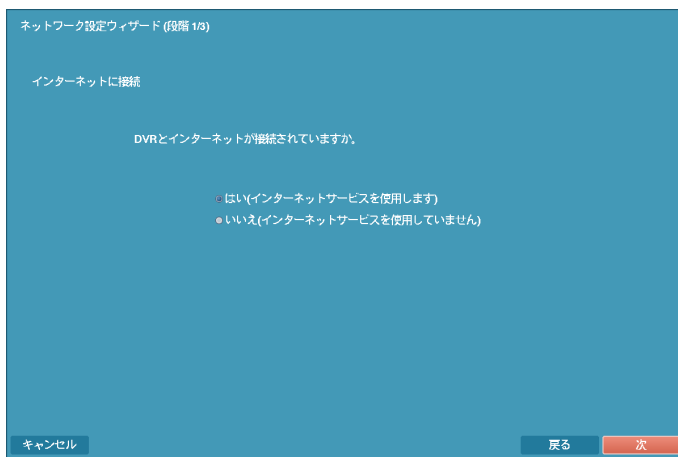 ネットワーク設定ウィザード (段階 1/3)
インターネットに接続
DVRとインターネットが接続されていますか。
はい(インターネットサービスを使用します)
いいえ(インターネットサービスを使用していません)
キャンセル
戻る
次